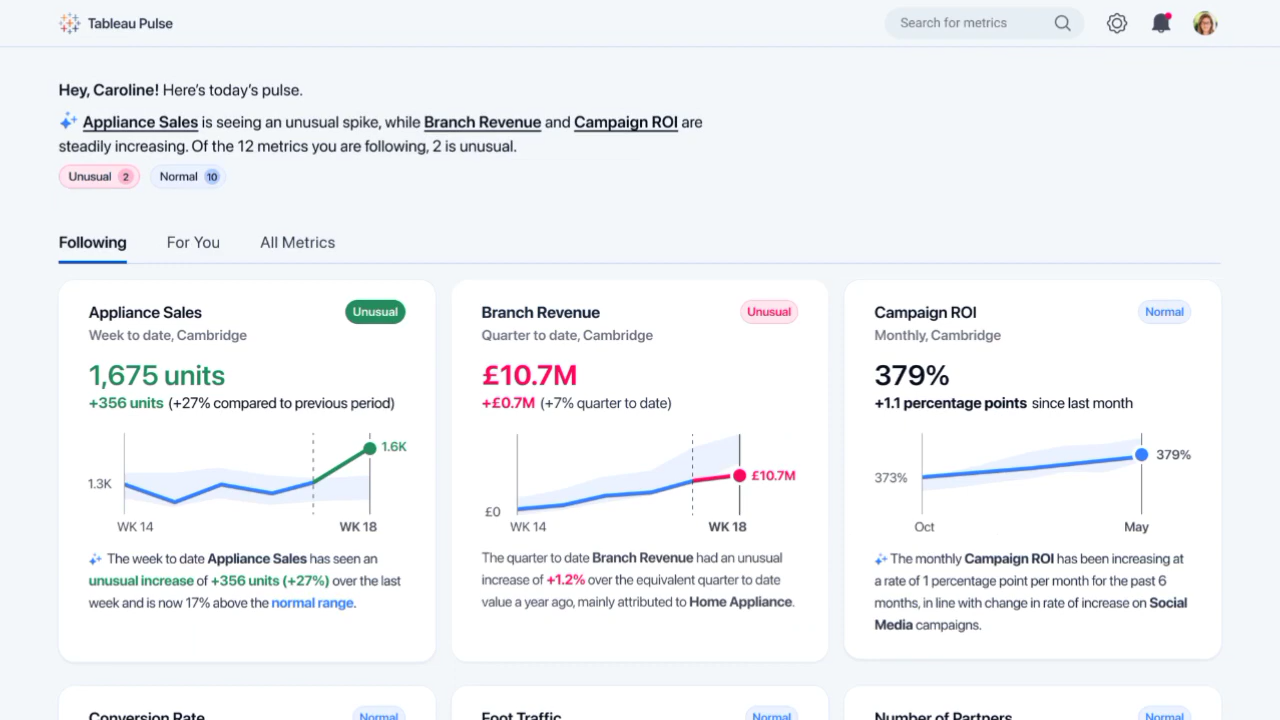 Tableau Pulse
Search for metrics
Hey, Caroline! Here's today's pulse.
Appliance Sales is seeing an unusual spike, while Branch Revenue and Campaign ROI are
steadily increasing. Of the 12 metrics you are following, 2 is unusual.
Unusual 2 Normal 10
Following For You All Metrics
Appliance Sales Unusual
Week to date, Cambridge
1,675 units
+356 units (+27% compared to previous period)
1.6K
1.3K
WK 14 WK 18
The week to date Appliance Sales has seen an
unusual increase of +356 units (+27%) over the last
week and is now 17% above the normal range.
Branch Revenue Unusual
Quarter to date, Cambridge
£10.7M
+£0.7M (+7% quarter to date)
£10.7M
£0
WK 14 WK 18
The quarter to date Branch Revenue had an unusual
increase of +1.2% over the equivalent quarter to date
value a year ago, mainly attributed to Home Appliance.
Campaign ROI Normal
Monthly, Cambridge
379%
+1.1 percentage points since last month
379%
373%
Oct May
The monthly Campaign ROI has been increasing at
a rate of 1 percentage point per month for the past 6
months, in line with change in rate of increase on Social
Media campaigns.
Conversion Rate Normal
Foot Traffic Normal
Number of Partners Normal